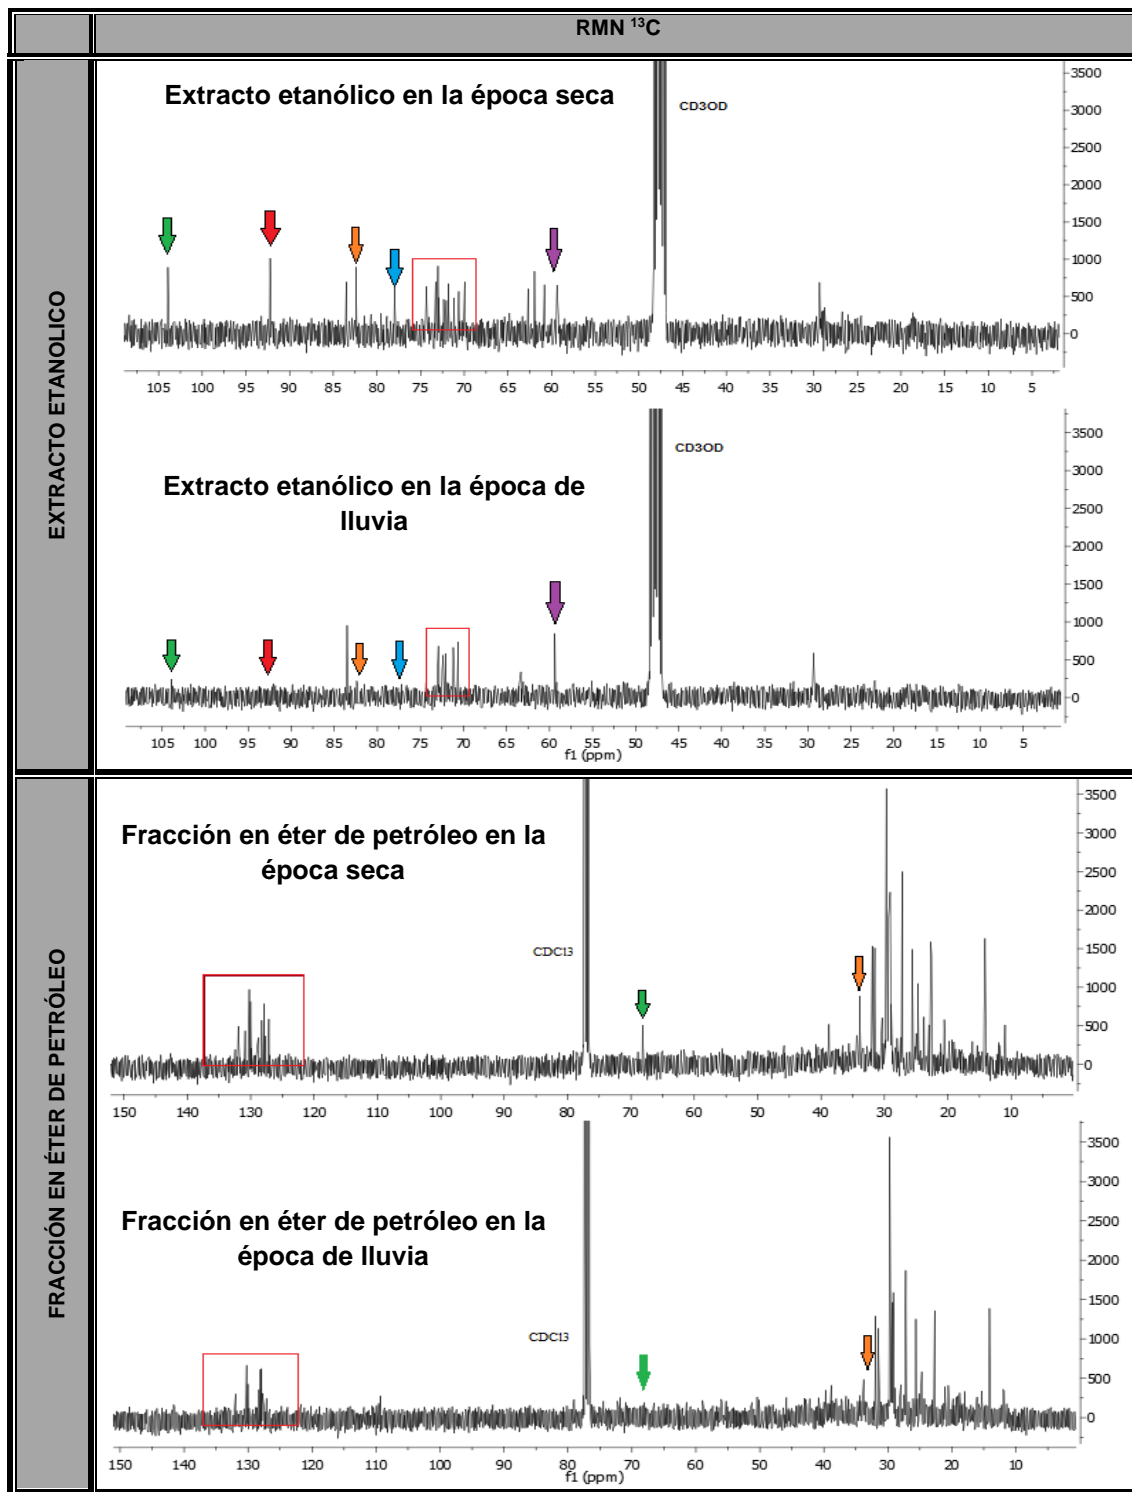 RMN ¹³C
EXTRACTO ETANOLICO
Extracto etanólico en la época seca
CD3OD
3500
3000
2500
2000
1500
1000
500
0
105 100 95 90 85 80 75 70 65 60 55 50 45 40 35 30 25 20 15 10 5
Extracto etanólico en la época de
lluvia
CD3OD
3500
3000
2500
2000
1500
1000
500
0
105 100 95 90 85 80 75 70 65 60 55 50 45 40 35 30 25 20 15 10 5
f1 (ppm)
FRACCIÓN EN ÉTER DE PETRÓLEO
Fracción en éter de petróleo en la
época seca
CDCl3
3500
3000
2500
2000
1500
1000
500
0
150 140 130 120 110 100 90 80 70 60 50 40 30 20 10
Fracción en éter de petróleo en la
época de lluvia
CDCl3
3500
3000
2500
2000
1500
1000
500
0
150 140 130 120 110 100 90 80 70 60 50 40 30 20 10
f1 (ppm)